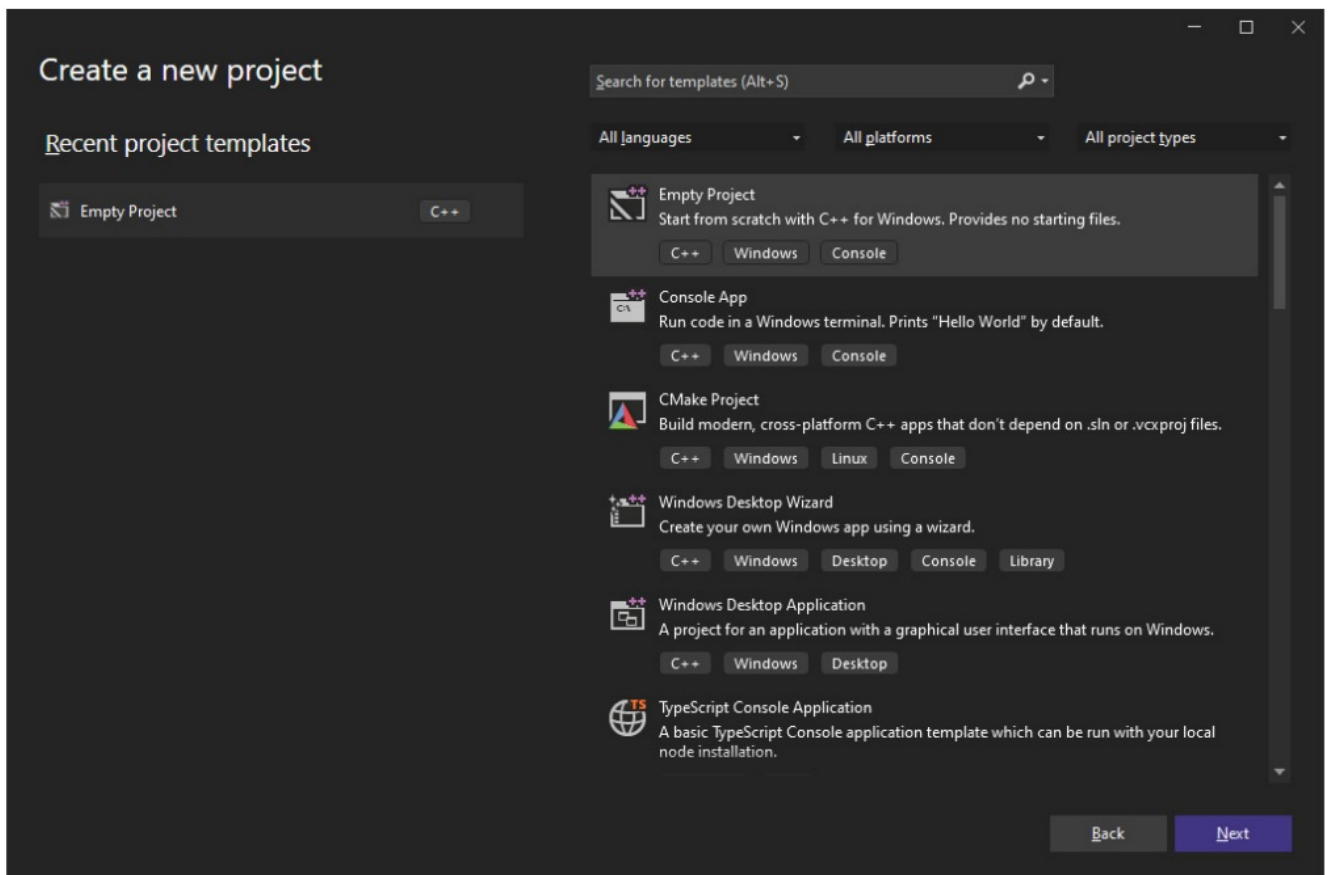 Create a new project
Recent project templates
Empty Project C++
Search for templates (Alt+S)
All languages All platforms All project types
Empty Project
Start from scratch with C++ for Windows. Provides no starting files.
C++ Windows Console
Console App
Run code in a Windows terminal. Prints "Hello World" by default.
C++ Windows Console
CMake Project
Build modern, cross-platform C++ apps that don't depend on .sln or .vcxproj files.
C++ Windows Linux Console
Windows Desktop Wizard
Create your own Windows app using a wizard.
C++ Windows Desktop Console Library
Windows Desktop Application
A project for an application with a graphical user interface that runs on Windows.
C++ Windows Desktop
TS
TypeScript Console Application
A basic TypeScript Console application template which can be run with your local
node installation.
Back Next